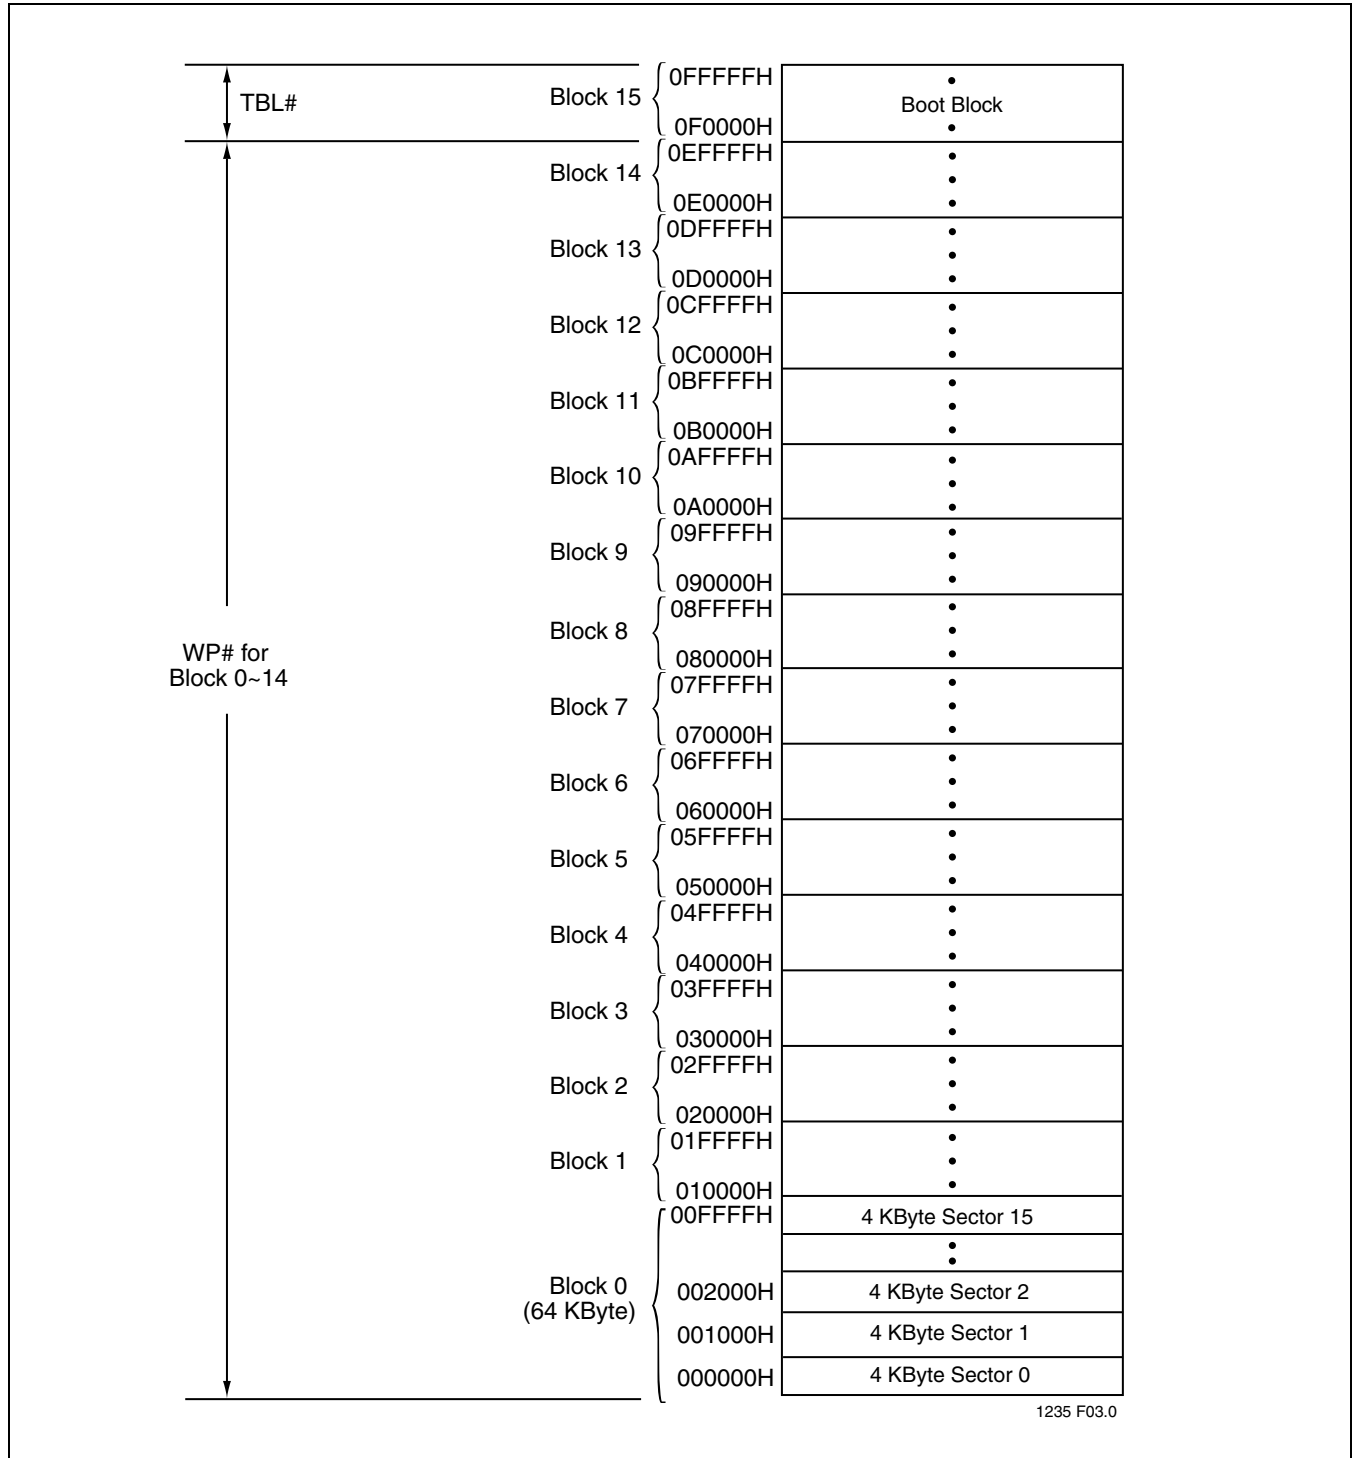 TBL#
Block 15
0FFFFFH
Boot Block
0F0000H
Block 14
0EFFFFH
0E0000H
Block 13
0DFFFFH
0D0000H
Block 12
0CFFFFH
0C0000H
Block 11
0BFFFFH
0B0000H
Block 10
0AFFFFH
0A0000H
Block 9
09FFFFH
090000H
Block 8
08FFFFH
080000H
WP# for
Block 0~14
Block 7
07FFFFH
070000H
Block 6
06FFFFH
060000H
Block 5
05FFFFH
050000H
Block 4
04FFFFH
040000H
Block 3
03FFFFH
030000H
Block 2
02FFFFH
020000H
Block 1
01FFFFH
010000H
Block 0
(64 KByte)
00FFFFH
4 KByte Sector 15
002000H
4 KByte Sector 2
001000H
4 KByte Sector 1
000000H
4 KByte Sector 0
1235 F03.0